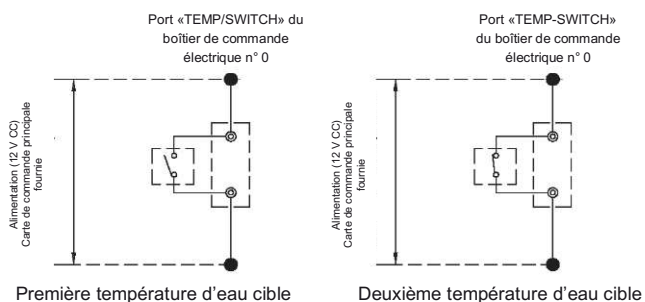 Port «TEMP/SWITCH» du
boîtier de commande
électrique n° 0
Alimentation (12 V CC)
Carte de commande principale
fournie
Première température d'eau cible
Port «TEMP-SWITCH»
du boîtier de commande
électrique n° 0
Alimentation (12 V CC)
Carte de commande principale
fournie
Deuxième température d'eau cible